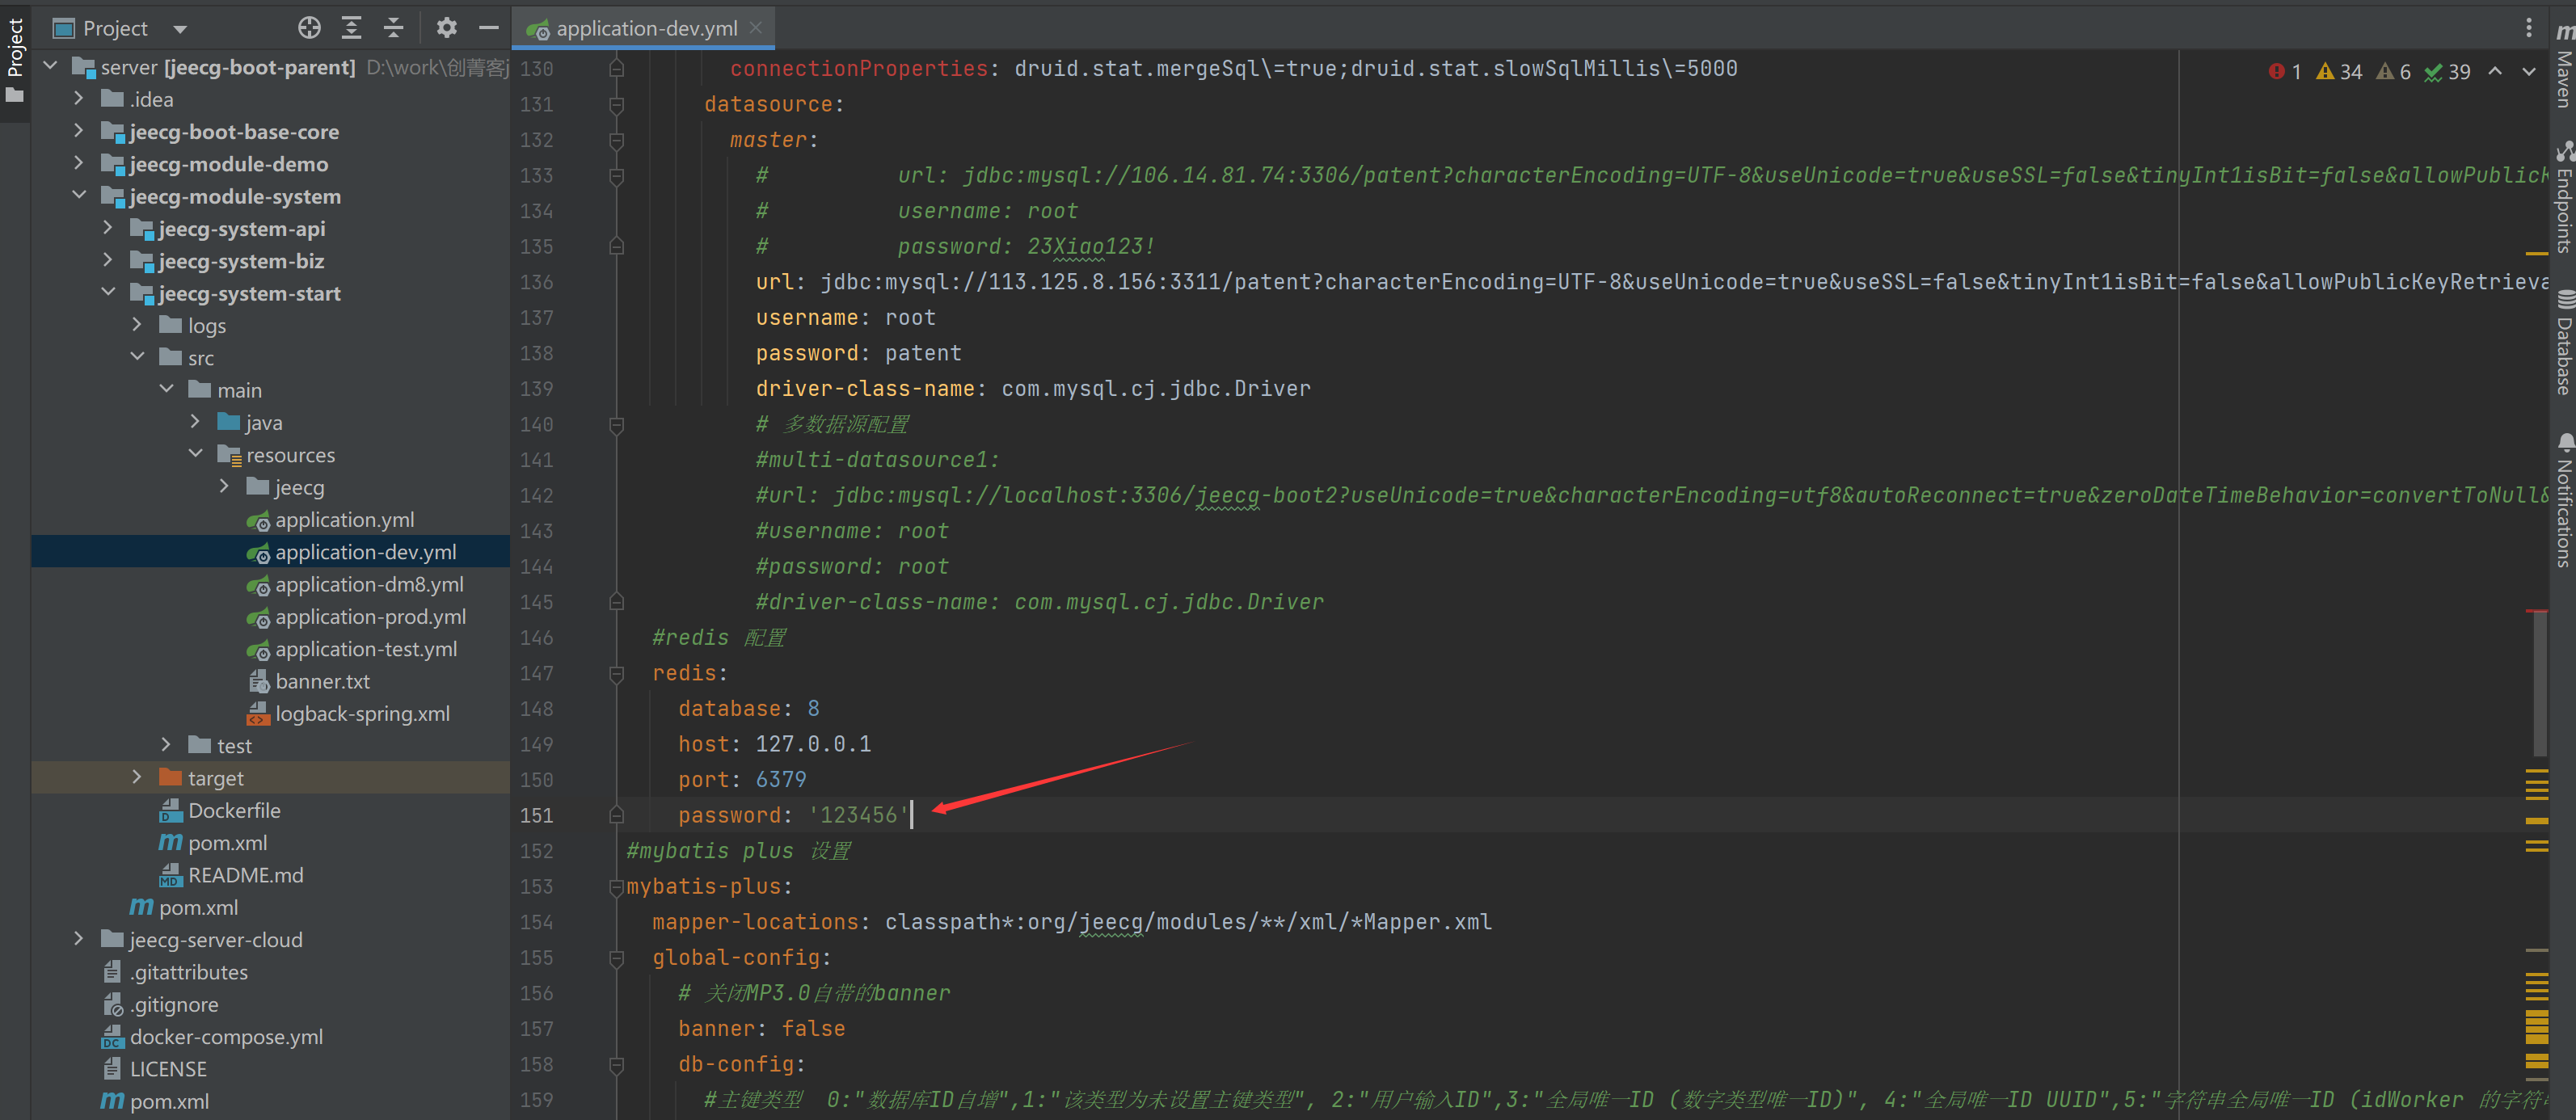 Project
application-dev.yml
Project
server [jeecg-boot-parent] D:\work\创菁客j
.idea
jeecg-boot-base-core
jeecg-module-demo
jeecg-module-system
jeecg-system-api
jeecg-system-biz
jeecg-system-start
logs
src
main
java
resources
jeecg
application.yml
application-dev.yml
application-dm8.yml
application-prod.yml
application-test.yml
banner.txt
logback-spring.xml
test
target
Dockerfile
pom.xml
README.md
pom.xml
jeecg-server-cloud
.gitattributes
.gitignore
docker-compose.yml
LICENSE
pom.xml
1 34 6 39
130 connectionProperties: druid.stat.mergeSql\=true;druid.stat.slowSqlMillis\=5000
131 datasource:
132 master:
133 # url: jdbc:mysql://106.14.81.74:3306/patent?characterEncoding=UTF-8&useUnicode=true&useSSL=false&tinyInt1isBit=false&allowPublicK
134 # username: root
135 # password: 23Xiao123!
136 url: jdbc:mysql://113.125.8.156:3311/patent?characterEncoding=UTF-8&useUnicode=true&useSSL=false&tinyInt1isBit=false&allowPublicKeyRetrieva
137 username: root
138 password: patent
139 driver-class-name: com.mysql.cj.jdbc.Driver
140 # 多数据源配置
141 #multi-datasource1:
142 #url: jdbc:mysql://localhost:3306/jeecg-boot2?useUnicode=true&characterEncoding=utf8&autoReconnect=true&zeroDateTimeBehavior=convertToNull&
143 #username: root
144 #password: root
145 #driver-class-name: com.mysql.cj.jdbc.Driver
146 #redis 配置
147 redis:
148 database: 8
149 host: 127.0.0.1
150 port: 6379
151 password: '123456'
152 #mybatis plus 设置
153 mybatis-plus:
154 mapper-locations: classpath*:org/jeecg/modules/**/xml/*Mapper.xml
155 global-config:
156 # 关闭MP3.0自带的banner
157 banner: false
158 db-config:
159 #主键类型 0:"数据库ID自增",1:"该类型为未设置主键类型", 2:"用户输入ID",3:"全局唯一ID (数字类型唯一ID)", 4:"全局唯一ID UUID",5:"字符串全局唯一ID (idWorker 的字符串
Maven
Endpoints
Database
Notifications